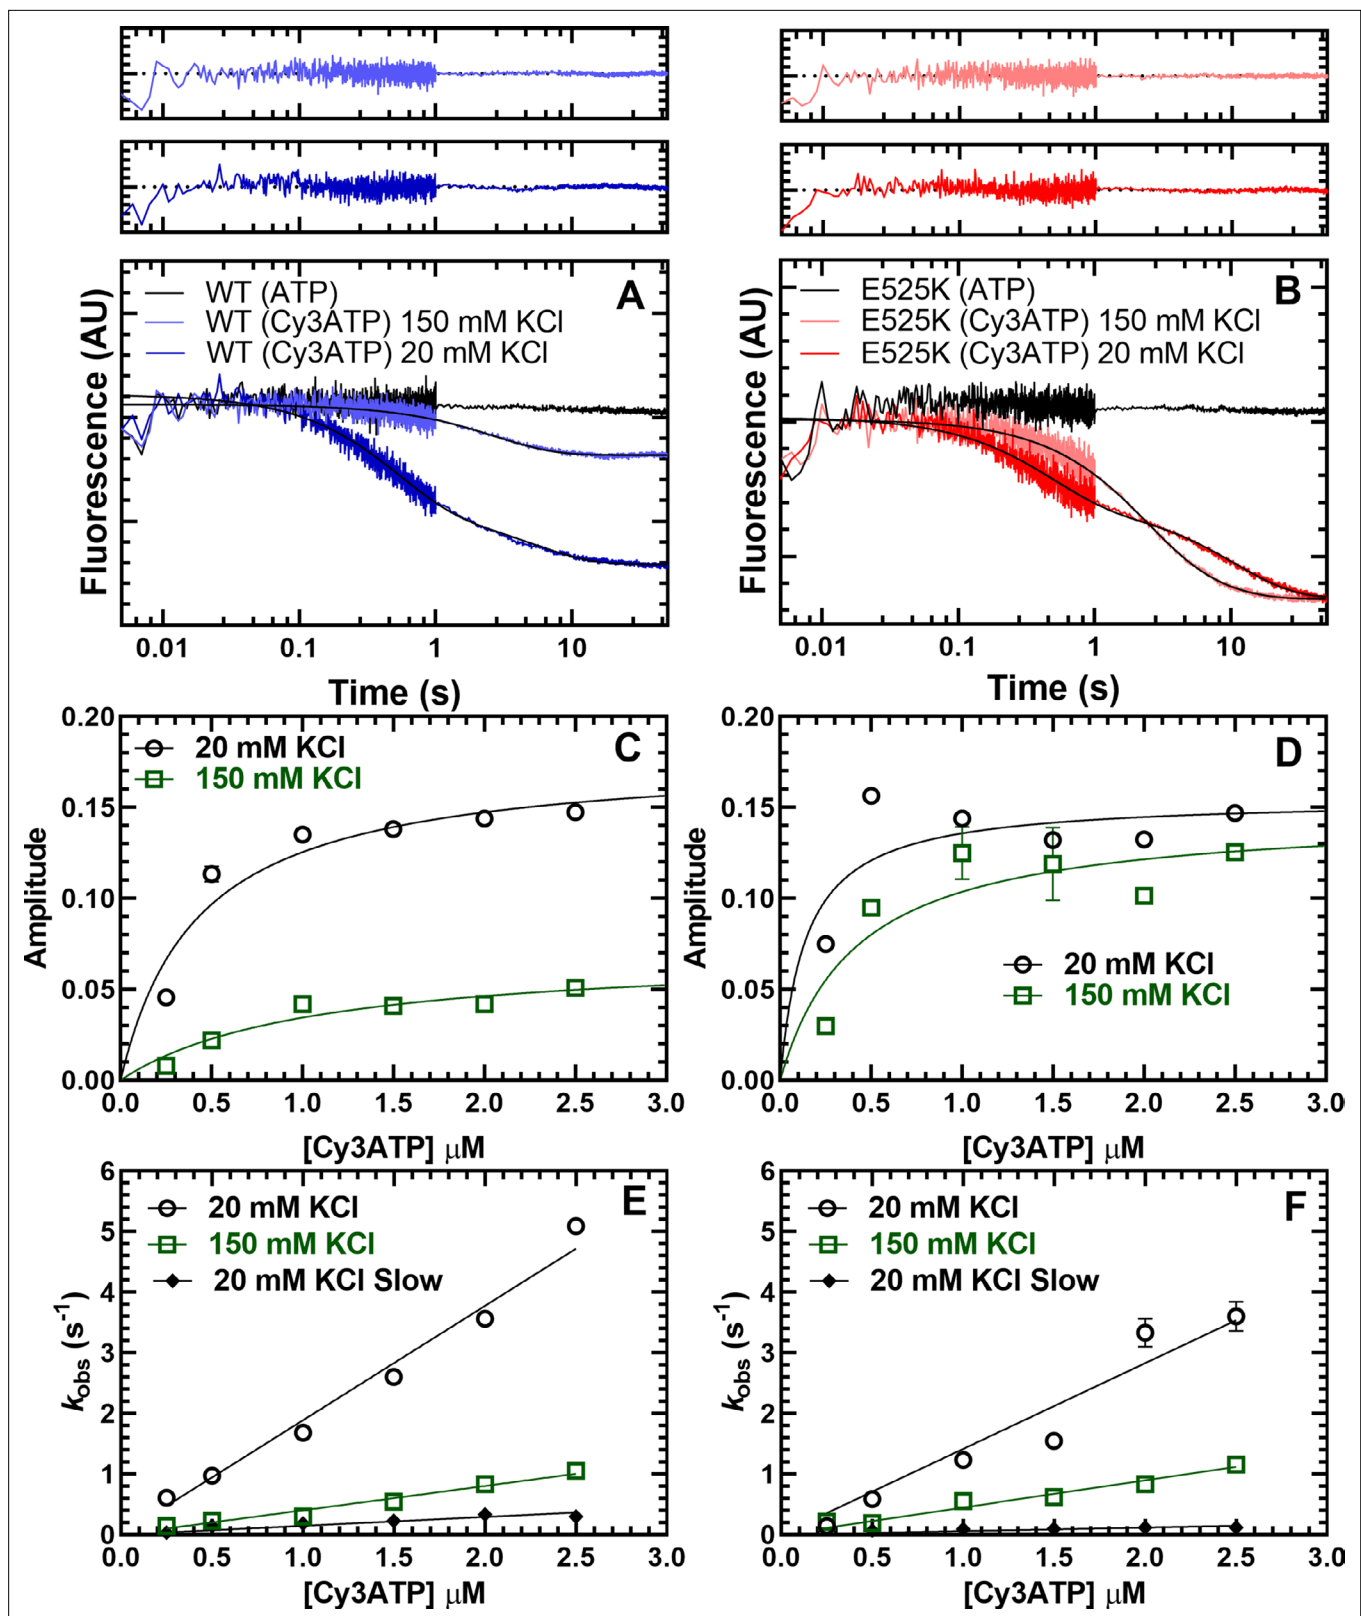 WT (ATP)
WT (Cy3ATP) 150 mM KCl
WT (Cy3ATP) 20 mM KCl
A
Fluorescence (AU)
0.01 0.1 1 10
Time (s)
E525K (ATP)
E525K (Cy3ATP) 150 mM KCl
E525K (Cy3ATP) 20 mM KCl
B
Fluorescence (AU)
0.01 0.1 1 10
Time (s)
C
20 mM KCl
150 mM KCl
Amplitude
0.20
0.15
0.10
0.05
0.00
0.0 0.5 1.0 1.5 2.0 2.5 3.0
[Cy3ATP] μM
D
20 mM KCl
150 mM KCl
Amplitude
0.20
0.15
0.10
0.05
0.00
0.0 0.5 1.0 1.5 2.0 2.5 3.0
[Cy3ATP] μM
E
20 mM KCl
150 mM KCl
20 mM KCl Slow
kobs (s-1)
6
5
4
3
2
1
0
0.0 0.5 1.0 1.5 2.0 2.5 3.0
[Cy3ATP] μM
F
20 mM KCl
150 mM KCl
20 mM KCl Slow
kobs (s-1)
6
5
4
3
2
1
0
0.0 0.5 1.0 1.5 2.0 2.5 3.0
[Cy3ATP] μM